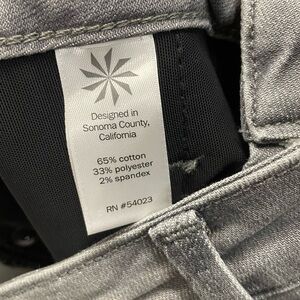 Designed in
Sonoma County,
California
65% cotton
33% polyester
2% spandex
RN #54023